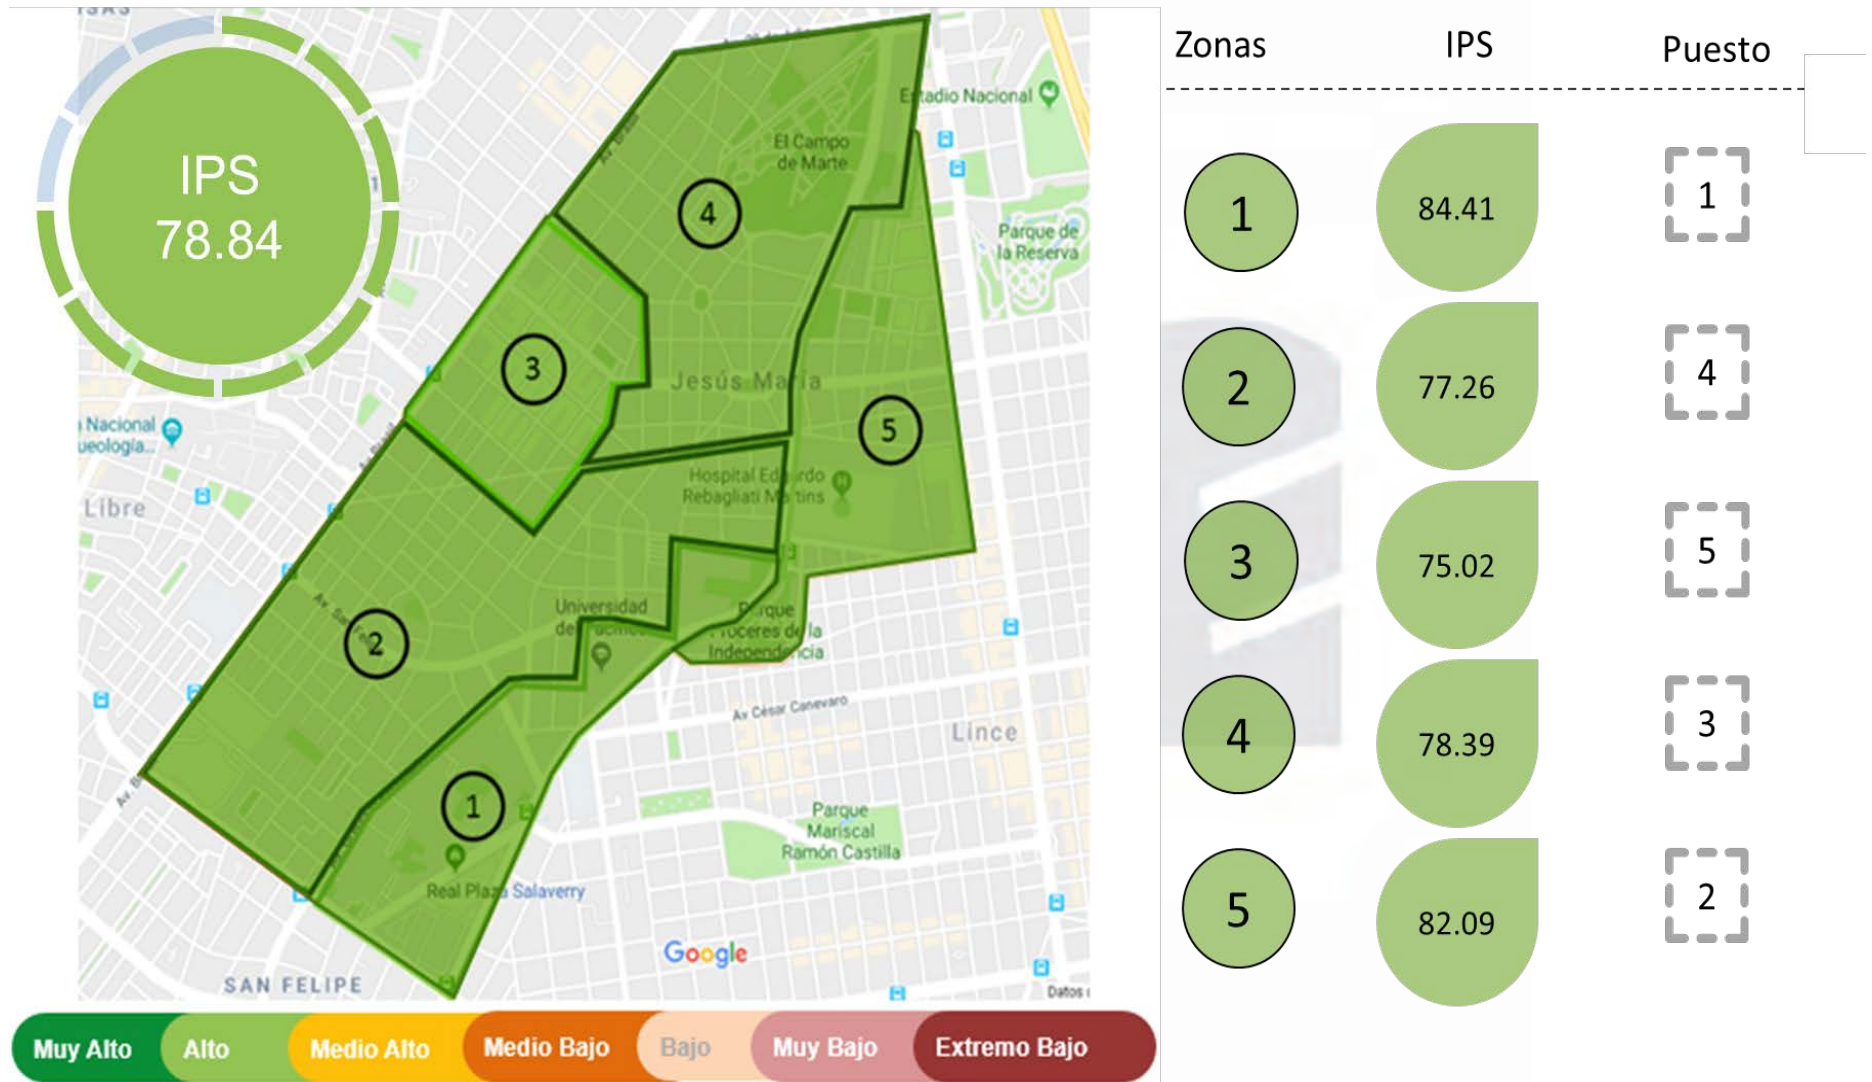 IPS
78.84
Estadio Nacional
El Campo
de Marte
4
Parque de
la Reserva
3
Jesús María
5
Nacional
Hospital Edgardo
Rebagliati Martins
Libre
2
Universidad
Parque
Próceres de la
Independencia
Av César Canevaro
Lince
1
Parque
Mariscal
Ramón Castilla
Real Plaza Salaverry
Google
SAN FELIPE
Datos
Muy Alto
Alto
Medio Alto
Medio Bajo
Bajo
Muy Bajo
Extremo Bajo
Zonas IPS Puesto
1 84.41 1
2 77.26 4
3 75.02 5
4 78.39 3
5 82.09 2